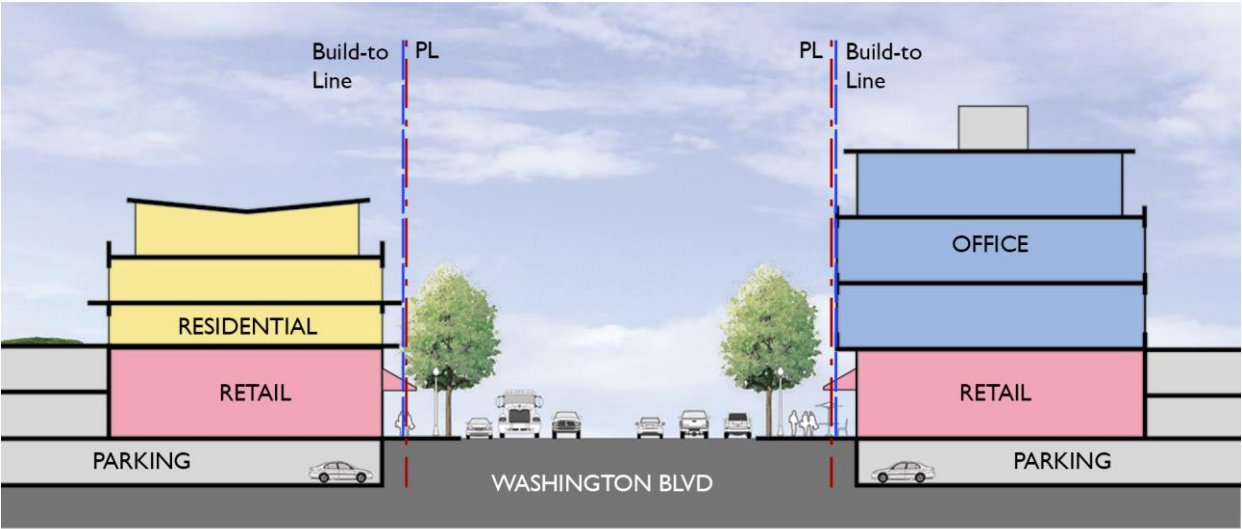 Build-to
Line
PL
PL
Build-to
Line
OFFICE
RESIDENTIAL
RETAIL
RETAIL
PARKING
PARKING
WASHINGTON BLVD